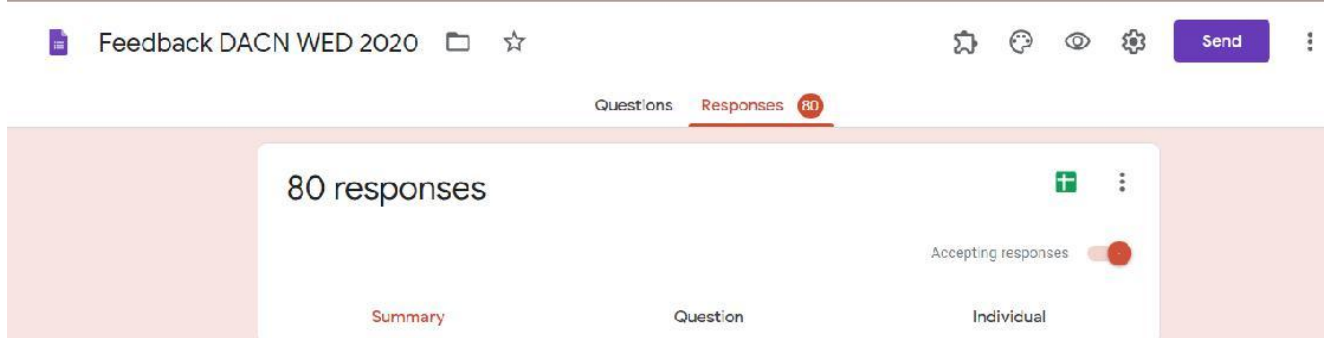 Feedback DACN WED 2020
Send
Questions Responses 80
80 responses
Accepting responses
Summary Question Individual